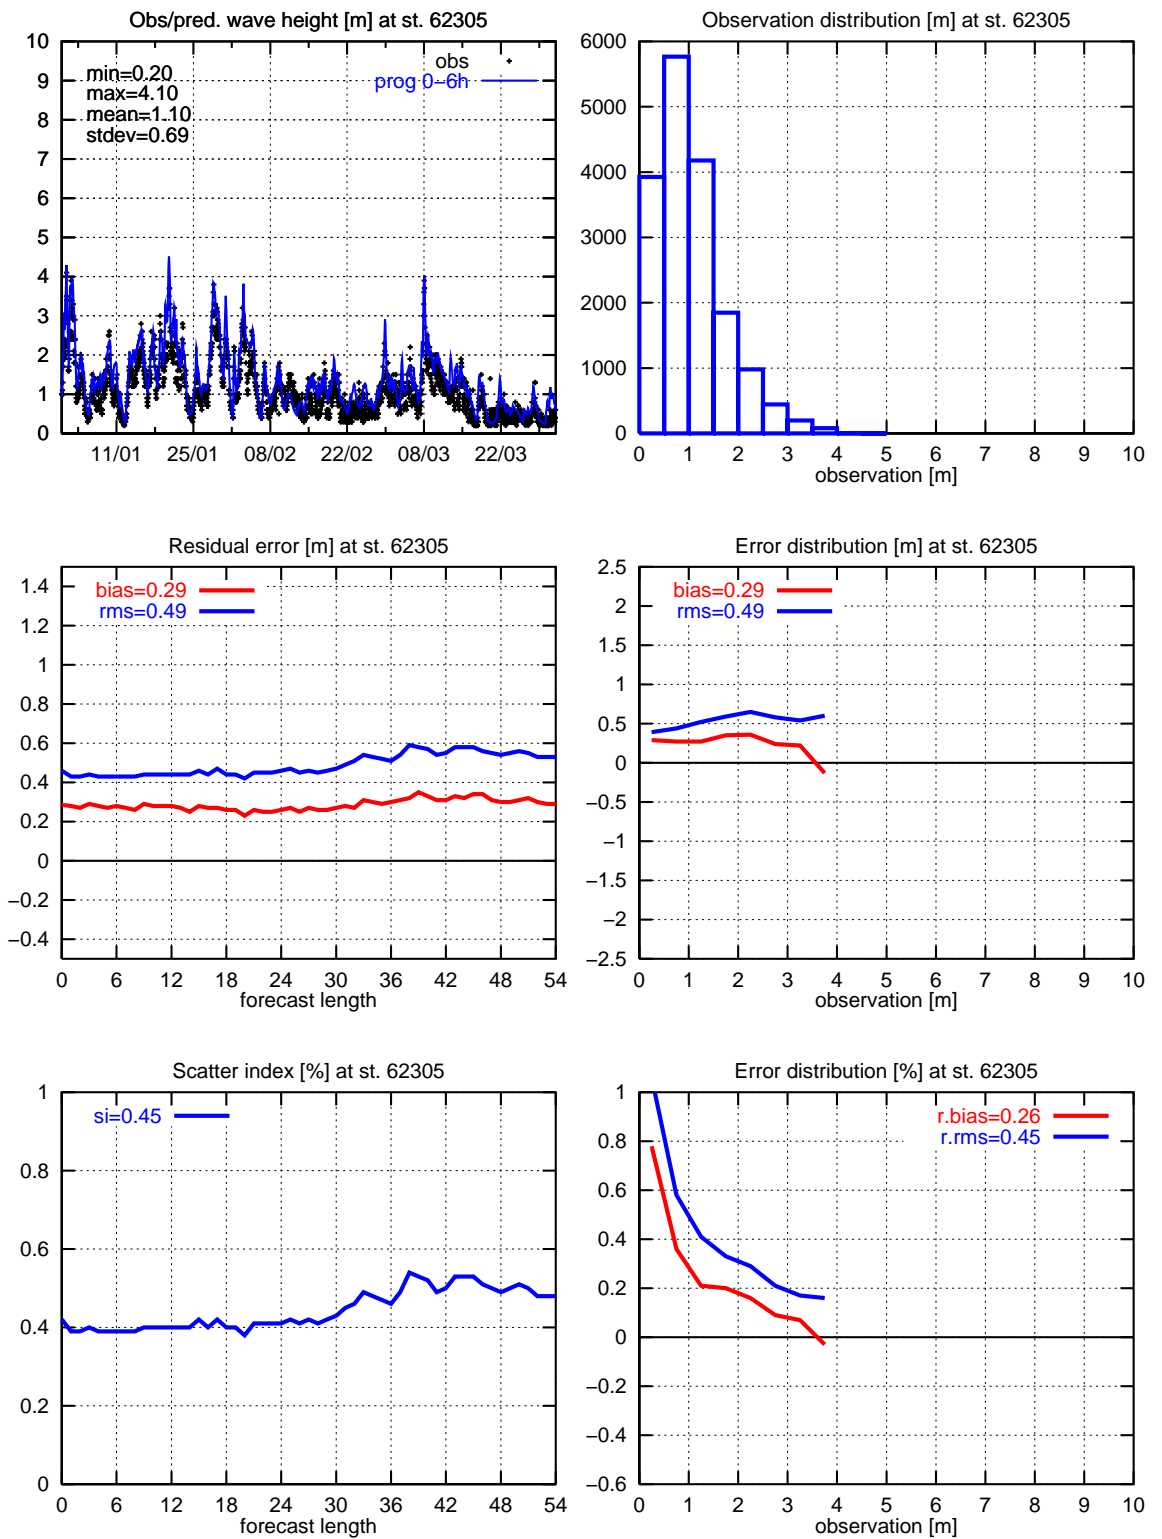 Obs/pred. wave height [m] at st. 62305
10
9
8
7
6
5
4
3
2
1
0
min=0.20
max=4.10
mean=1.10
stdev=0.69
obs
prog 0−6h
11/01 25/01 08/02 22/02 08/03 22/03
Observation distribution [m] at st. 62305
6000
5000
4000
3000
2000
1000
0
0 1 2 3 4 5 6 7 8 9 10
observation [m]
Residual error [m] at st. 62305
bias=0.29
rms=0.49
1.4
1.2
1
0.8
0.6
0.4
0.2
0
−0.2
−0.4
0 6 12 18 24 30 36 42 48 54
forecast length
Error distribution [m] at st. 62305
bias=0.29
rms=0.49
2.5
2
1.5
1
0.5
0
−0.5
−1
−1.5
−2
−2.5
0 1 2 3 4 5 6 7 8 9 10
observation [m]
Scatter index [%] at st. 62305
si=0.45
1
0.8
0.6
0.4
0.2
0
0 6 12 18 24 30 36 42 48 54
forecast length
Error distribution [%] at st. 62305
r.bias=0.26
r.rms=0.45
1
0.8
0.6
0.4
0.2
0
−0.2
−0.4
−0.6
0 1 2 3 4 5 6 7 8 9 10
observation [m]